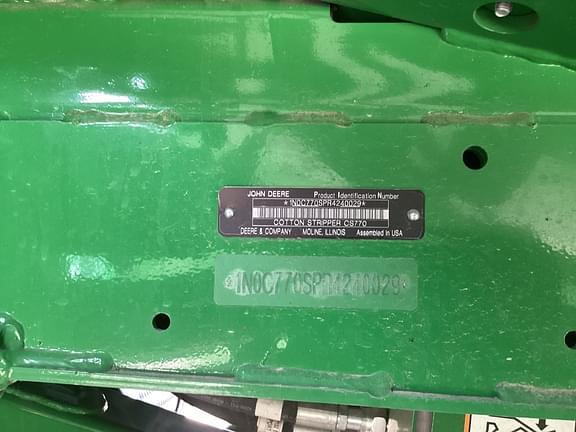 JOHN DEERE Product Identification Number
*1N0C770SPR4240029*
COTTON STRIPPER CS770
DEERE & COMPANY MOLINE, ILLINOIS Assembled in USA
*1N0C770SPR4240029*